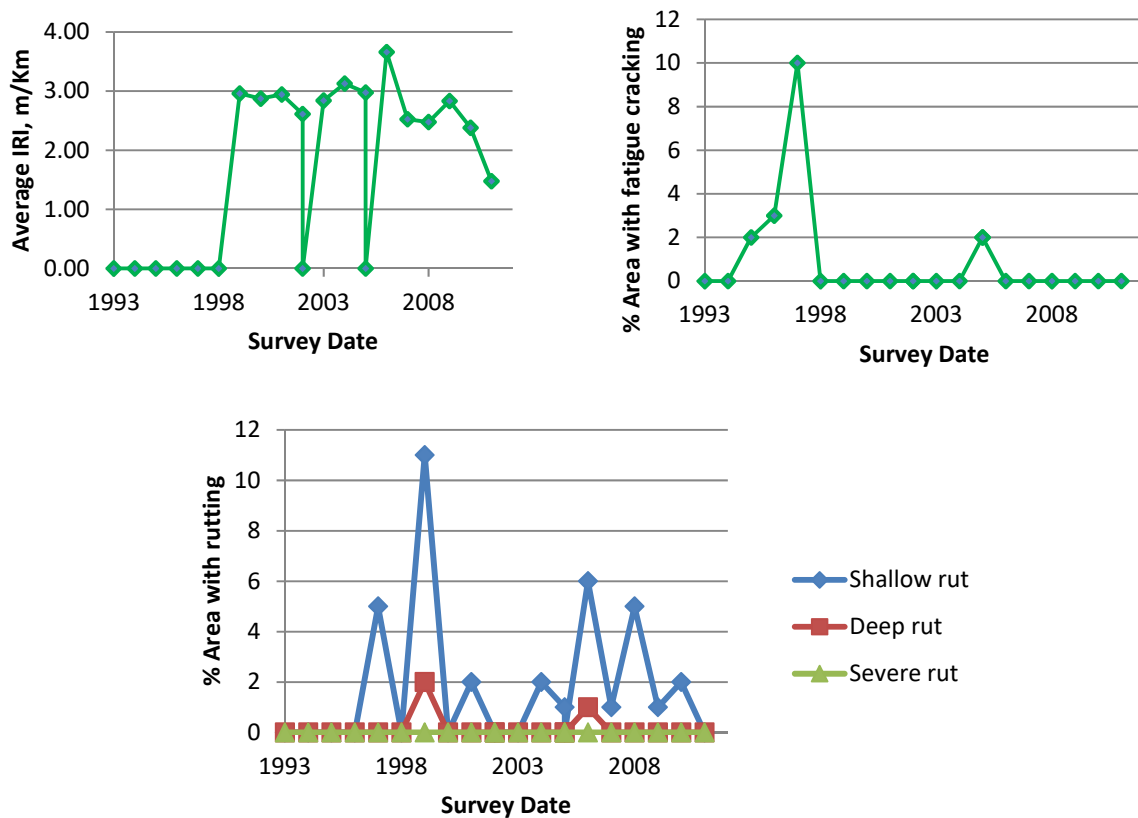 Average IRI, m/Km
4.00
3.00
2.00
1.00
0.00
1993 1998 2003 2008
Survey Date
% Area with fatigue cracking
12
10
8
6
4
2
0
1993 1998 2003 2008
Survey Date
% Area with rutting
12
10
8
6
4
2
0
1993 1998 2003 2008
Survey Date
Shallow rut
Deep rut
Severe rut